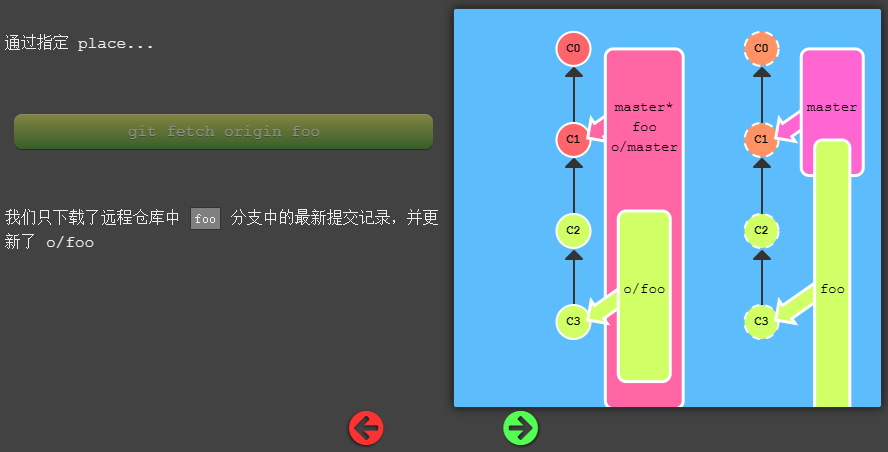 通过指定 place...
git fetch origin foo
我们只下载了远程仓库中 foo 分支中的最新提交记录，并更
新了 o/foo
C0
C1
C2
C3
master*
foo
o/master
o/foo
C0
C1
C2
C3
master
foo